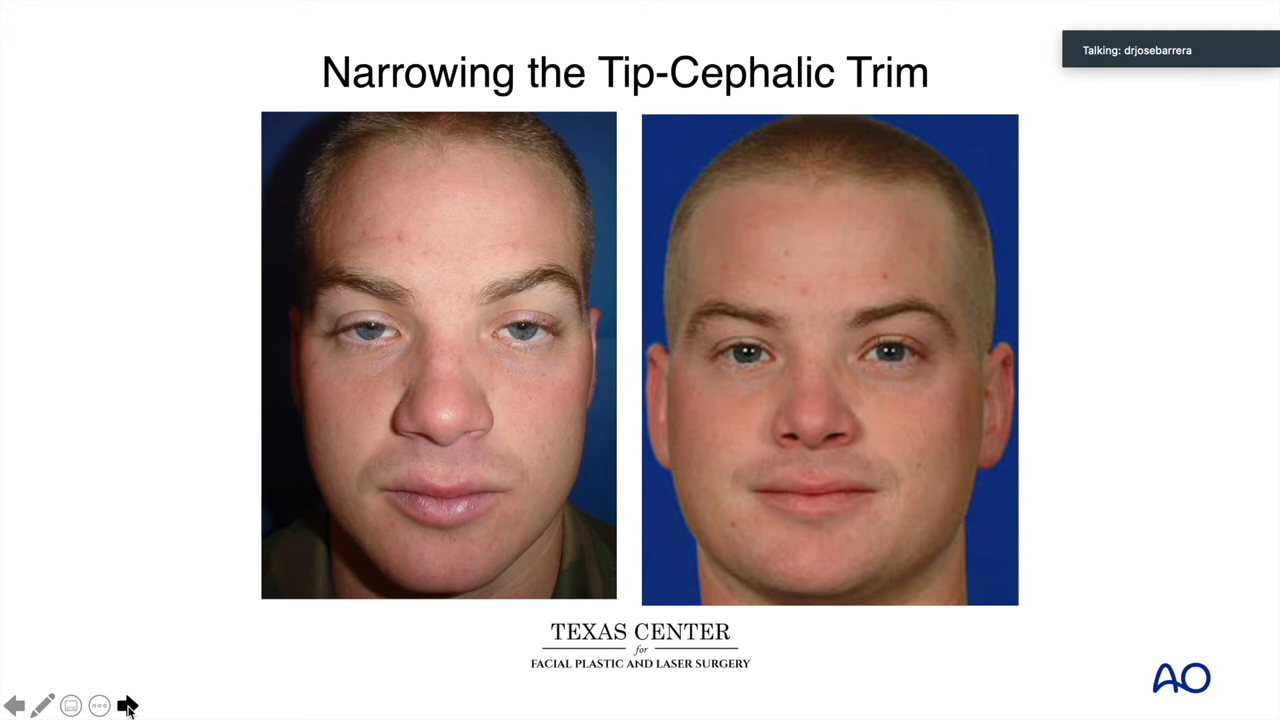 Talking: drjosebarrera
Narrowing the Tip-Cephalic Trim
TEXAS CENTER
for
FACIAL PLASTIC AND LASER SURGERY
AO